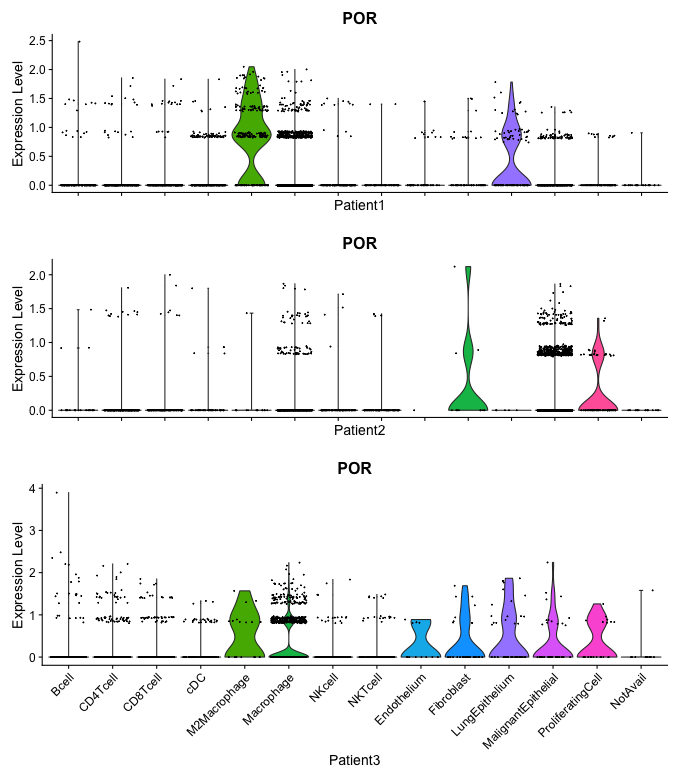 POR
Expression Level
2.5
2.0
1.5
1.0
0.5
0.0
Patient1
POR
Expression Level
2.0
1.5
1.0
0.5
0.0
Patient2
POR
Expression Level
4
3
2
1
0
Bcell
CD4Tcell
CD8Tcell
cDC
M2Macrophage
Macrophage
NKcell
NKTcell
Endothelium
Fibroblast
LungEpithelium
MalignantEpithelial
ProliferatingCell
NotAvail
Patient3